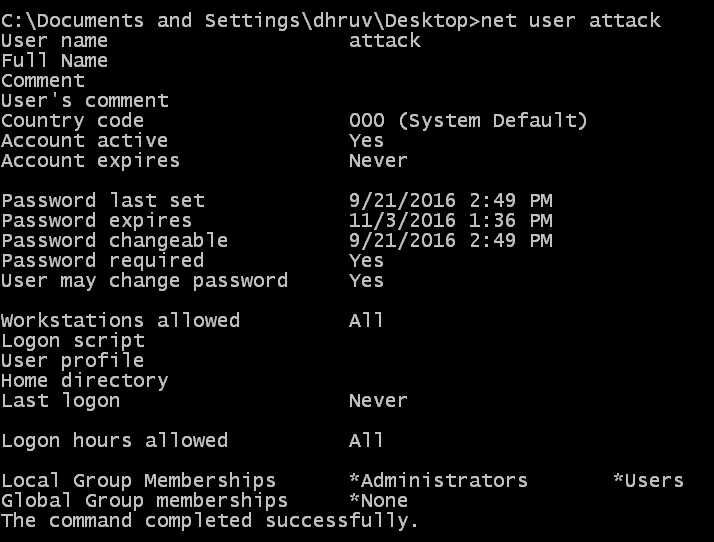 C:\Documents and Settings\dhruv\Desktop>net user attack
User name                    attack
Full Name
Comment
User's comment
Country code                 000 (System Default)
Account active               Yes
Account expires              Never

Password last set            9/21/2016 2:49 PM
Password expires             11/3/2016 1:36 PM
Password changeable          9/21/2016 2:49 PM
Password required            Yes
User may change password     Yes

Workstations allowed         All
Logon script
User profile
Home directory
Last logon                   Never

Logon hours allowed          All

Local Group Memberships      *Administrators       *Users
Global Group memberships     *None
The command completed successfully.